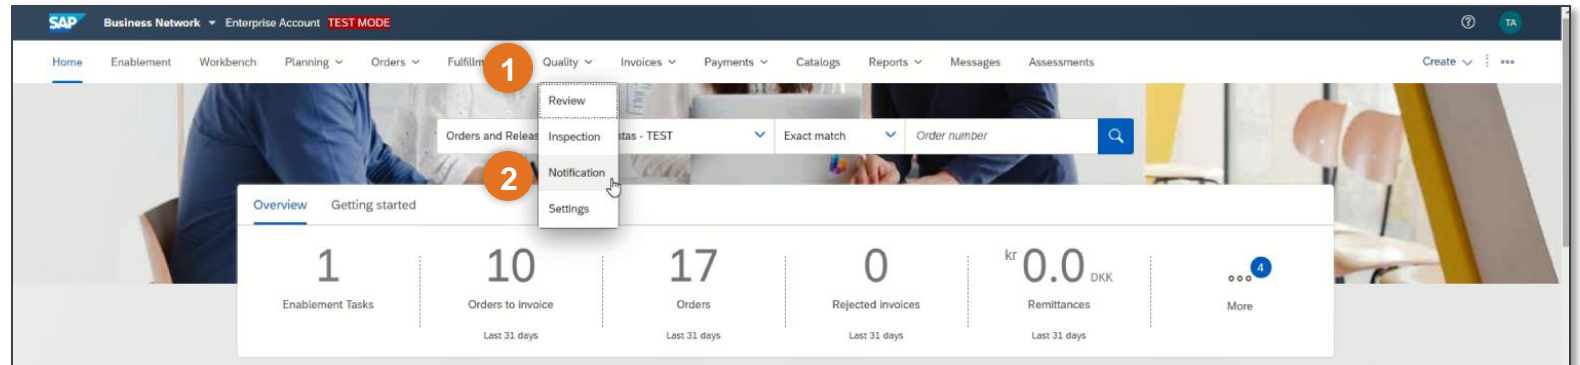 SAP Business Network Enterprise Account TEST MODE ? TA
Home Enablement Workbench Planning Orders 1 Quality Invoices Payments Catalogs Reports Messages Assessments Create
Review
Orders and Inspection TEST Exact match Order number
2 Notification
Overview Getting started Settings
1 10 17 0 kr 0.0 DKK 4
Enablement Tasks Orders to invoice Orders Rejected invoices Remittances More
Last 31 days Last 31 days Last 31 days Last 31 days